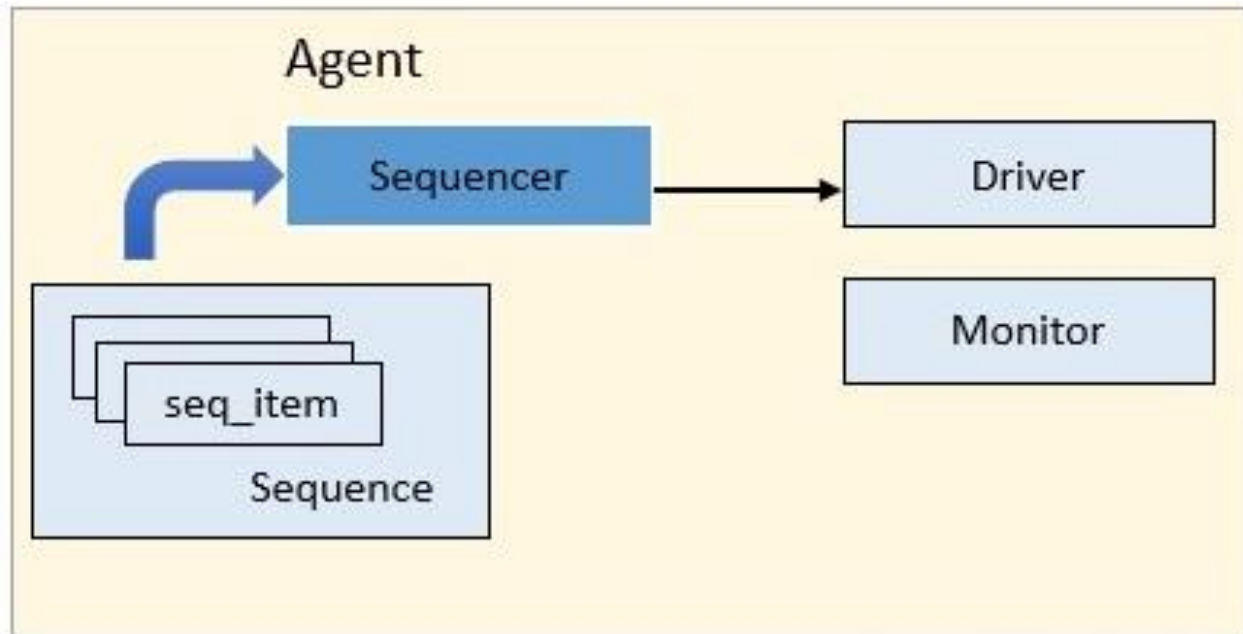 Agent
Sequencer
Driver
Monitor
seq_item
Sequence